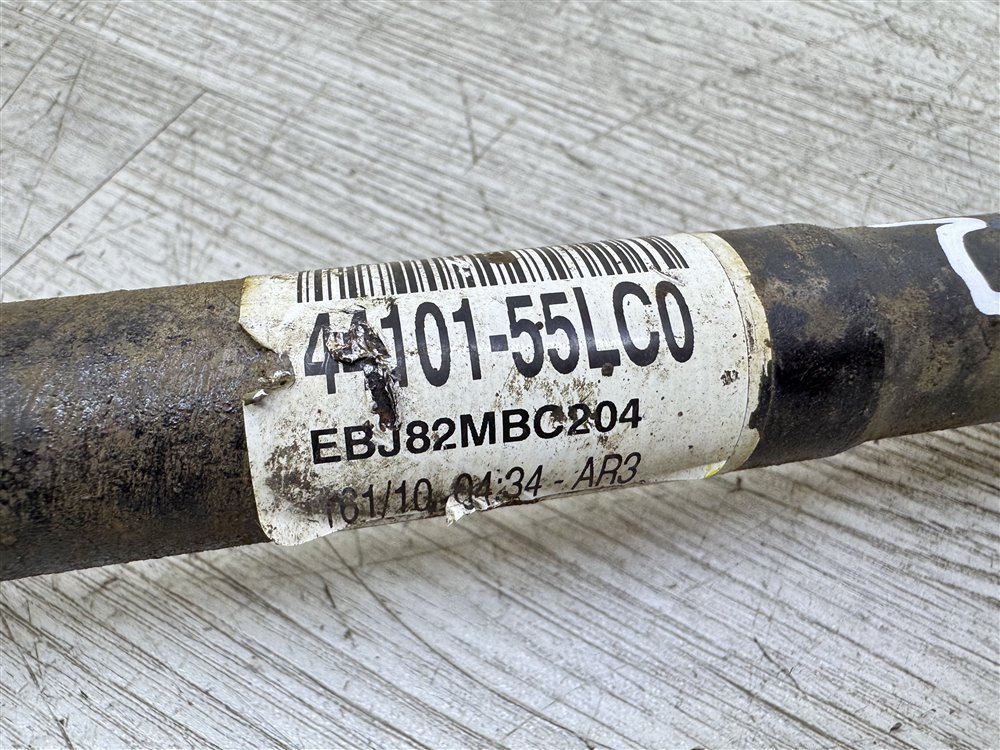 44101-55LC0
EBJ82MBC204
161/10 04:34 - AR3